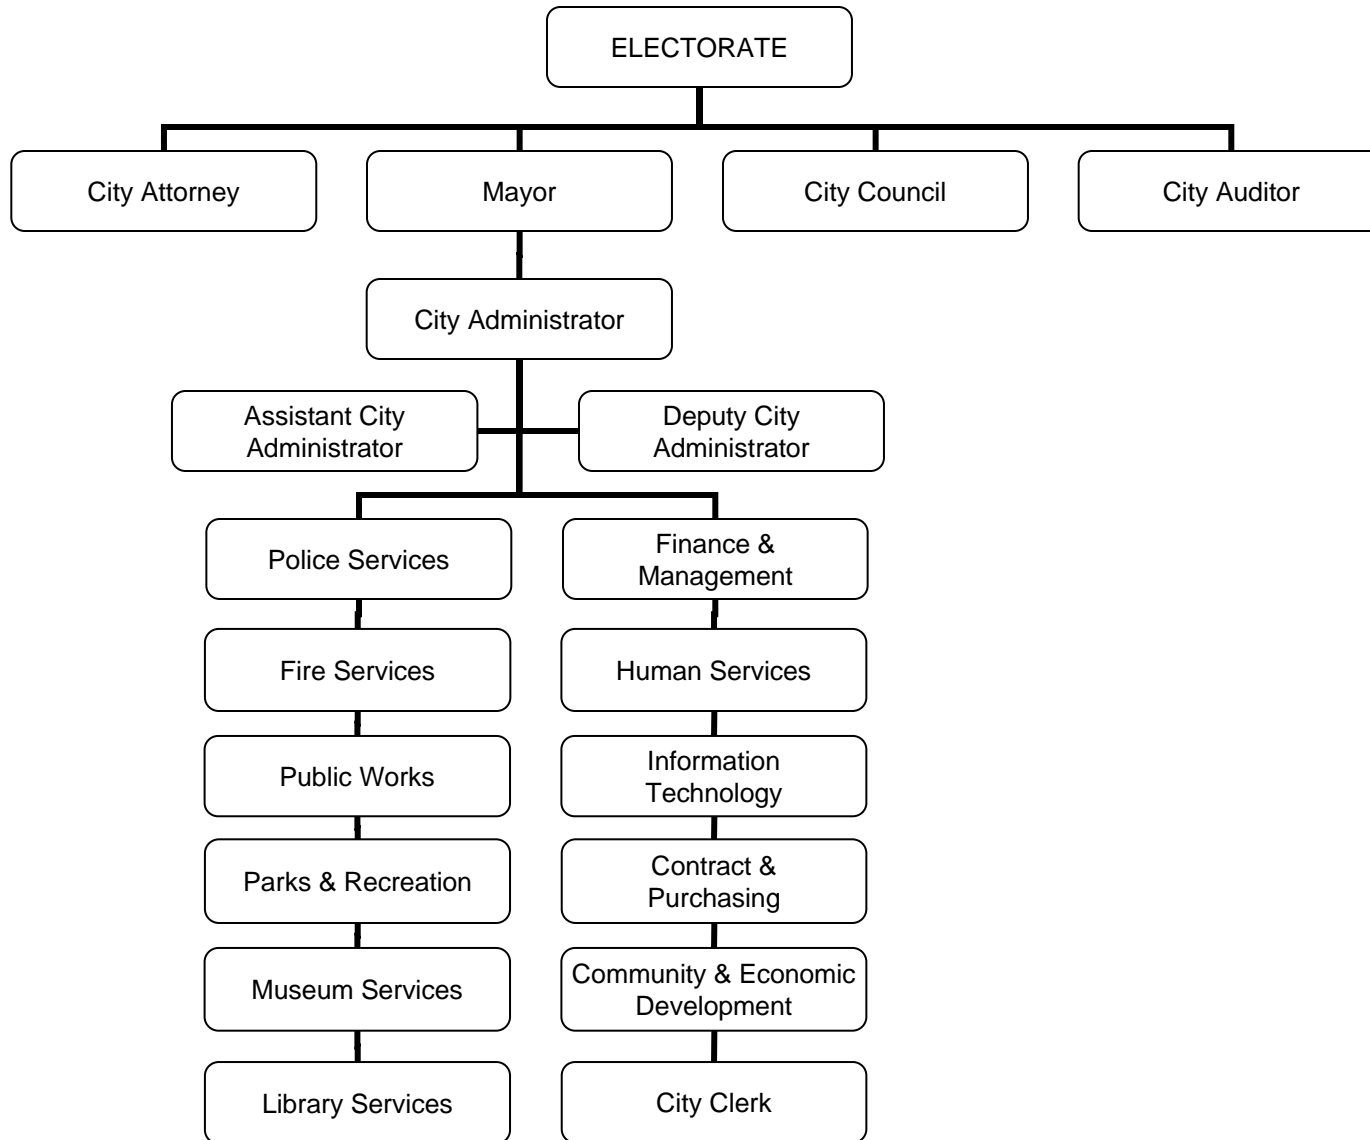 ELECTORATE
City Attorney
Mayor
City Council
City Auditor
City Administrator
Assistant City
Administrator
Deputy City
Administrator
Police Services
Finance &
Management
Fire Services
Human Services
Public Works
Information
Technology
Parks & Recreation
Contract &
Purchasing
Museum Services
Community & Economic
Development
Library Services
City Clerk